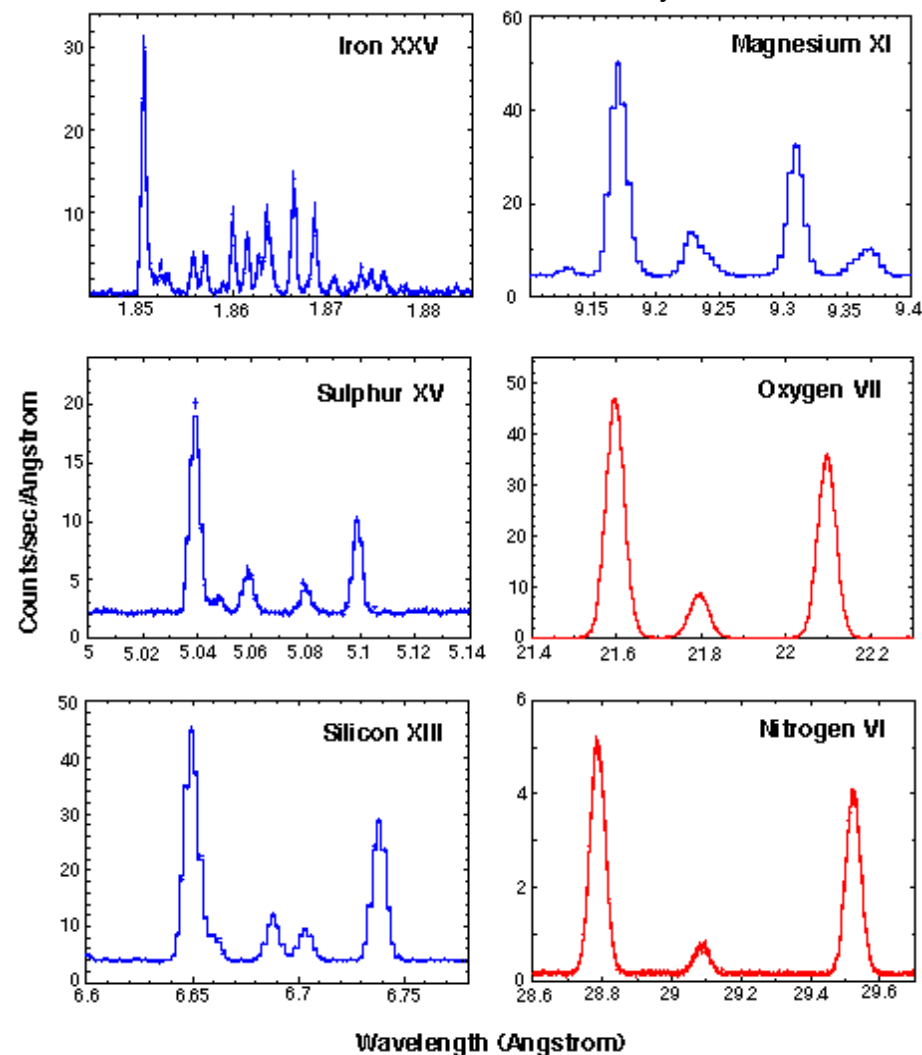 Iron XXV
30
20
10
1.85 1.86 1.87 1.88
Magnesium XI
60
40
20
0
9.15 9.2 9.25 9.3 9.35 9.4
Counts/sec/Angstrom
Sulphur XV
20
15
10
5
0
5 5.02 5.04 5.06 5.08 5.1 5.12 5.14
Oxygen VII
50
40
30
20
10
0
21.4 21.6 21.8 22 22.2
Silicon XIII
50
40
30
20
10
0
6.6 6.65 6.7 6.75
Nitrogen VI
6
4
2
0
28.6 28.8 29 29.2 29.4 29.6
Wavelength (Angstrom)